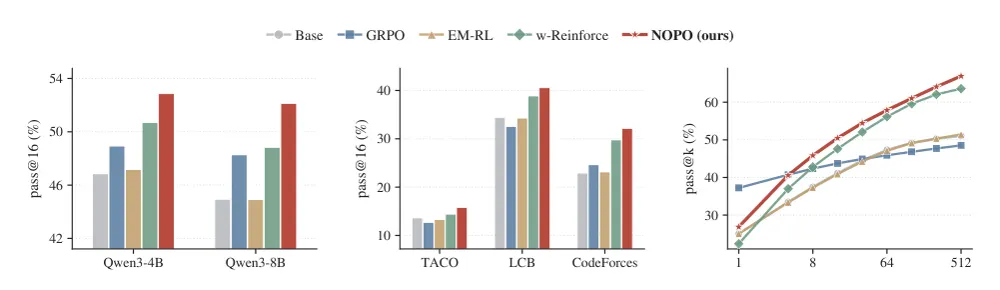 Base GRPO EM-RL w-Reinforce NOPO (ours)
pass@16 (%)
54
50
46
42
Qwen3-4B Qwen3-8B
pass@16 (%)
40
30
20
10
TACO LCB CodeForces
pass@k (%)
60
50
40
30
1 8 64 512